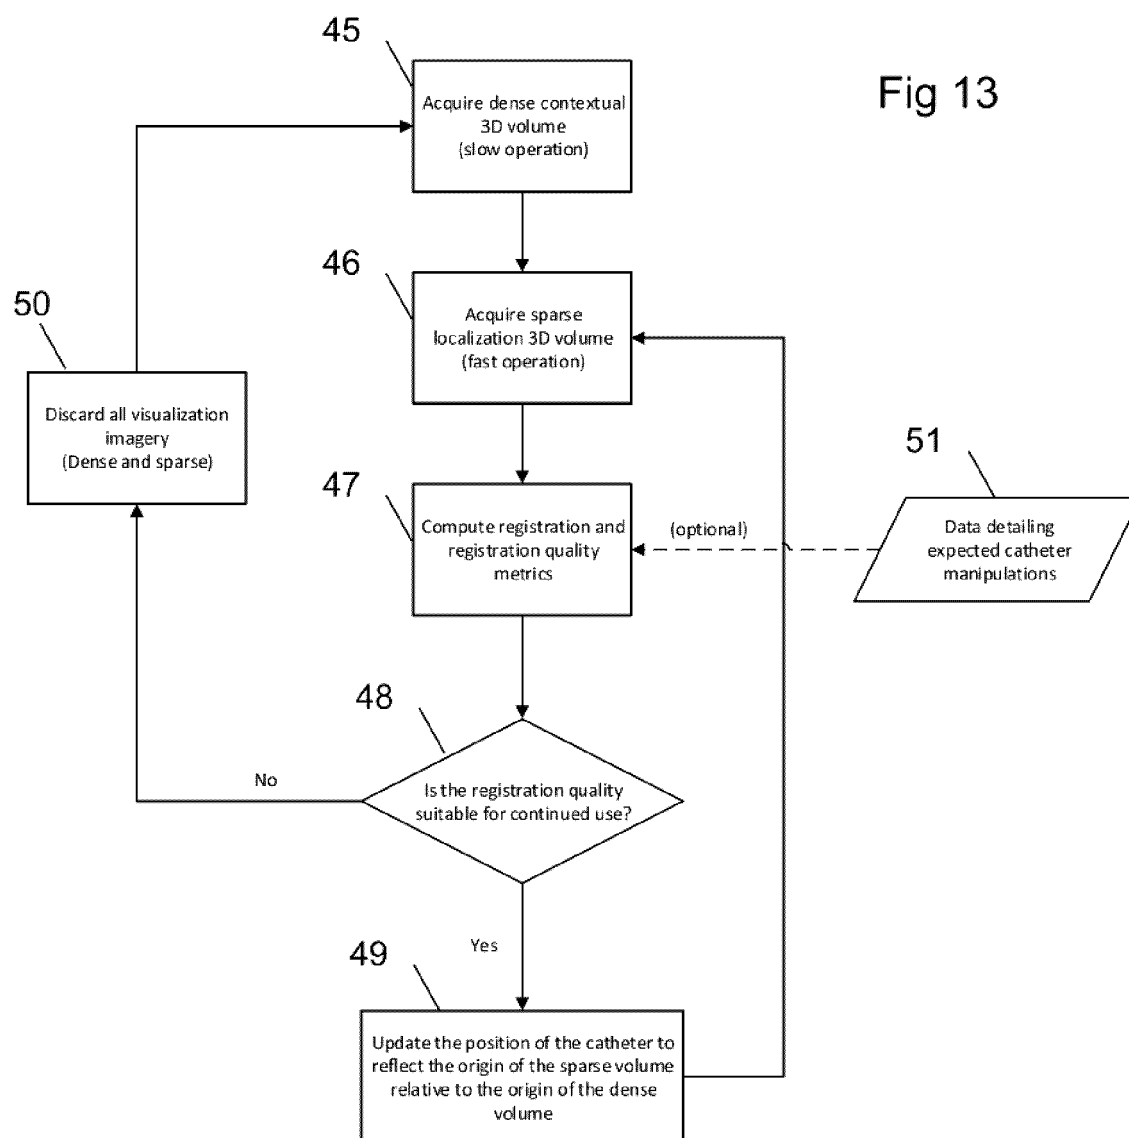 45
Fig 13
Acquire dense contextual
3D volume
(slow operation)
46
Acquire sparse
localization 3D volume
(fast operation)
50
Discard all visualization
imagery
(Dense and sparse)
51
47
Compute registration and
registration quality
metrics
(optional)
Data detailing
expected catheter
manipulations
48
No
Is the registration quality
suitable for continued use?
Yes
49
Update the position of the catheter to
reflect the origin of the sparse volume
relative to the origin of the dense
volume